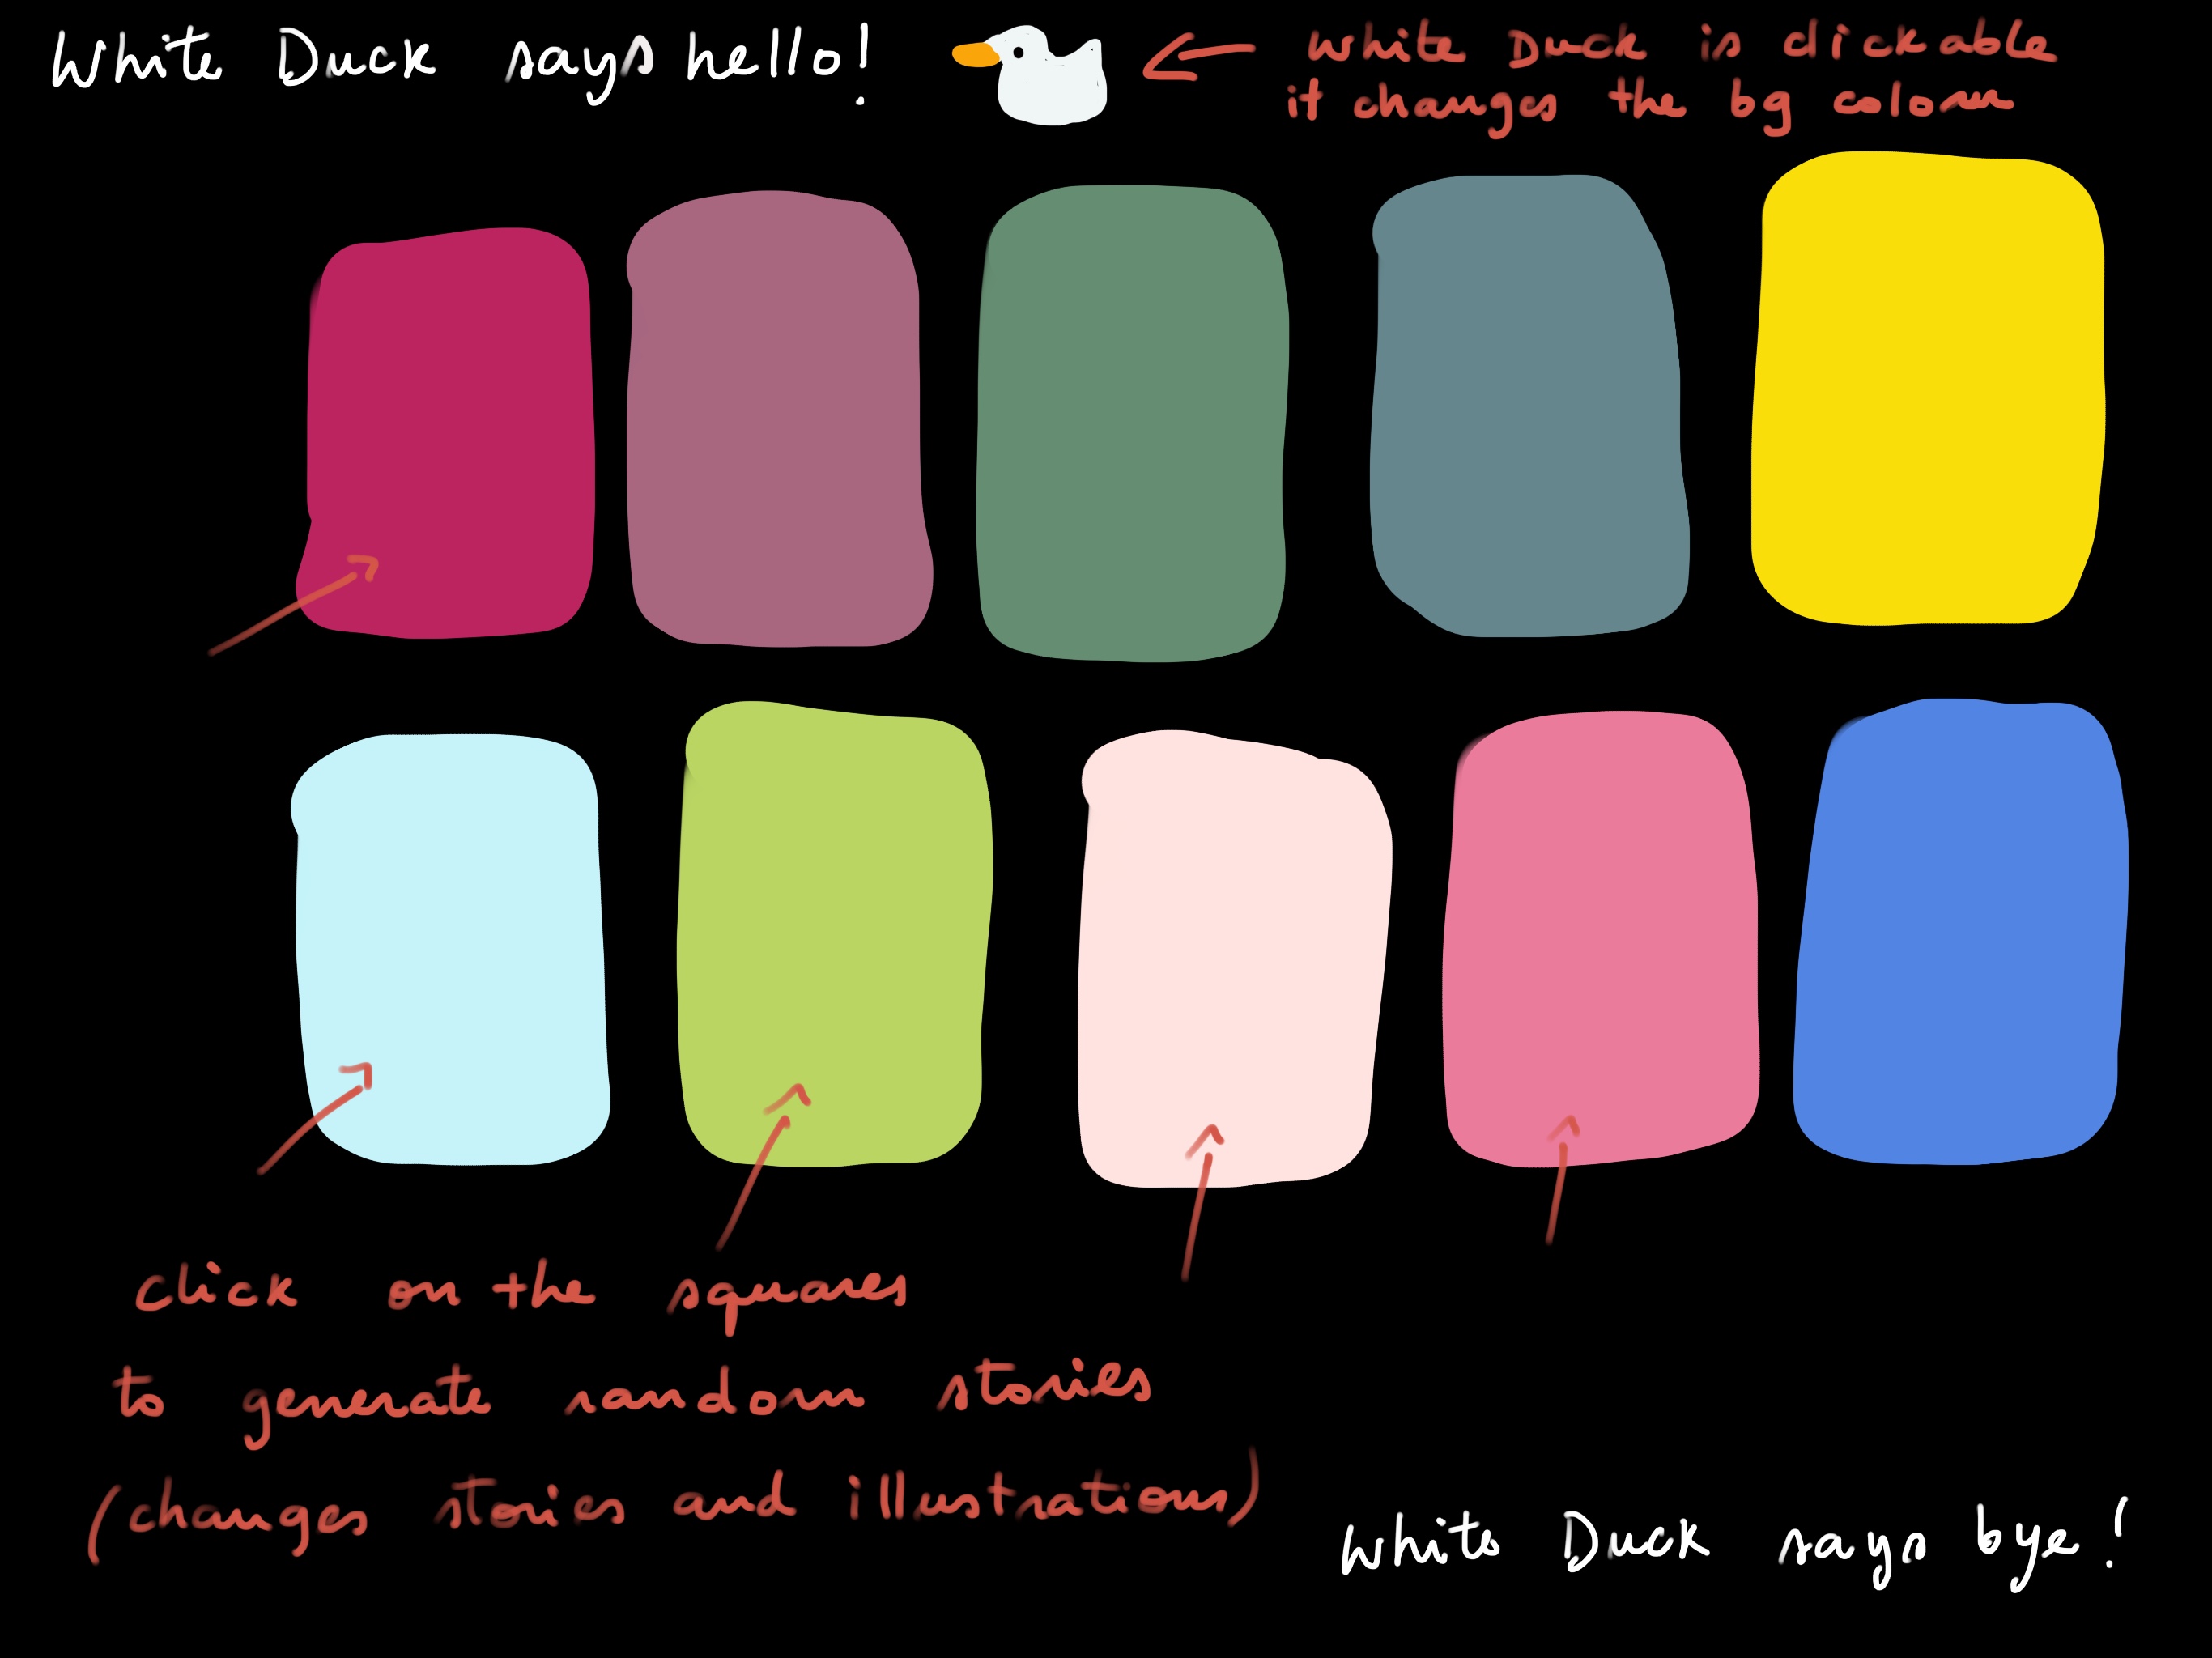 White Duck says hello!
White Duck is clickable
it changes the bg colour
click on the squares
to generate random stories
(changes stories and illustrations)
White Duck says bye!